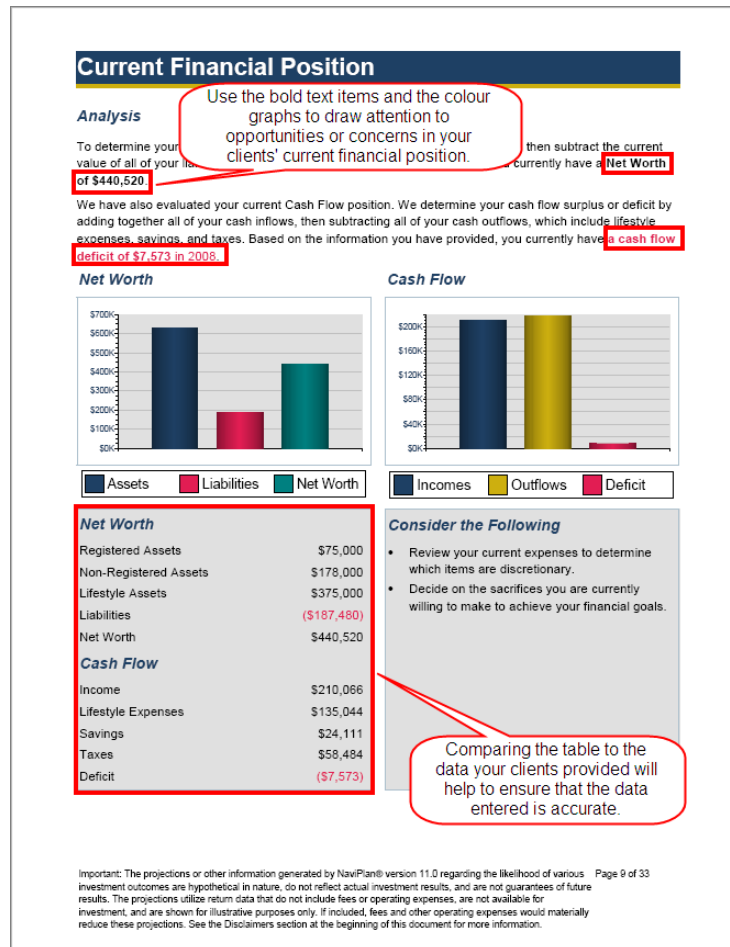 Current Financial Position
Analysis
Use the bold text items and the colour
graphs to draw attention to
opportunities or concerns in your
clients' current financial position.
To determine your then subtract the current
value of all of your currently have a Net Worth
of $440,520.
We have also evaluated your current Cash Flow position. We determine your cash flow surplus or deficit by
adding together all of your cash inflows, then subtracting all of your cash outflows, which include lifestyle
expenses, savings, and taxes. Based on the information you have provided, you currently have a cash flow
deficit of $7,573 in 2008.
Net Worth
$700K
$600K
$500K
$400K
$300K
$200K
$100K
$0K
Assets Liabilities Net Worth
Cash Flow
$200K
$160K
$120K
$80K
$40K
$0K
Incomes Outflows Deficit
Net Worth
Registered Assets $75,000
Non-Registered Assets $178,000
Lifestyle Assets $375,000
Liabilities ($187,480)
Net Worth $440,520
Cash Flow
Income $210,066
Lifestyle Expenses $135,044
Savings $24,111
Taxes $58,484
Deficit ($7,573)
Consider the Following
• Review your current expenses to determine
which items are discretionary.
• Decide on the sacrifices you are currently
willing to make to achieve your financial goals.
Comparing the table to the
data your clients provided will
help to ensure that the data
entered is accurate.
Important: The projections or other information generated by NaviPlan® version 11.0 regarding the likelihood of various Page 9 of 33
investment outcomes are hypothetical in nature, do not reflect actual investment results, and are not guarantees of future
results. The projections utilize return data that do not include fees or operating expenses, are not available for
investment, and are shown for illustrative purposes only. If included, fees and other operating expenses would materially
reduce these projections. See the Disclaimers section at the beginning of this document for more information.